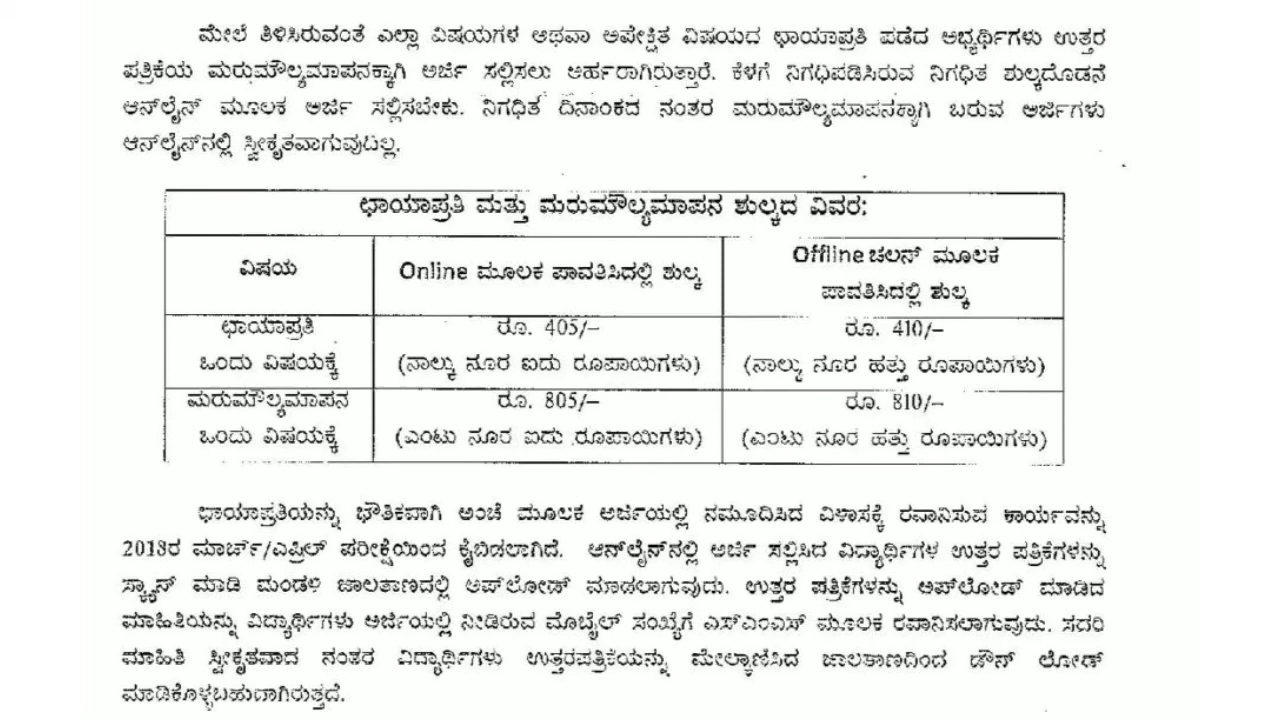 ಮೇಲೆ ತಿಳಿಸಿರುವಂತೆ ಎಲ್ಲಾ ವಿಷಯಗಳ ಅಥವಾ ಅಪೇಕ್ಷಿತ ವಿಷಯದ ಛಾಯಾಪ್ರತಿ ಪಡೆದ ಅಭ್ಯರ್ಥಿಗಳು ಉತ್ತರ
ಪತ್ರಿಕೆಯ ಮರುಮೌಲ್ಯಮಾಪನಕ್ಕಾಗಿ ಅರ್ಜಿ ಸಲ್ಲಿಸಲು ಅರ್ಹರಾಗಿರುತ್ತಾರೆ. ಕೆಳಗೆ ನಿಗಧಿಪಡಿಸಿರುವ ನಿಗಧಿತ ಶುಲ್ಕದೊಡನೆ
ಆನ್‌ಲೈನ್ ಮೂಲಕ ಅರ್ಜಿ ಸಲ್ಲಿಸಬೇಕು. ನಿಗಧಿತ ದಿನಾಂಕದ ನಂತರ ಮರುಮೌಲ್ಯಮಾಪನಕ್ಕಾಗಿ ಬರುವ ಅರ್ಜಿಗಳು
ಆನ್‌ಲೈನ್‌ನಲ್ಲಿ ಸ್ವೀಕೃತವಾಗುವುದಿಲ್ಲ.
ಛಾಯಾಪ್ರತಿ ಮತ್ತು ಮರುಮೌಲ್ಯಮಾಪನ ಶುಲ್ಕದ ವಿವರ:
ವಿಷಯ Online ಮೂಲಕ ಪಾವತಿಸಿದಲ್ಲಿ ಶುಲ್ಕ Offline ಚಲನ್ ಮೂಲಕ
ಪಾವತಿಸಿದಲ್ಲಿ ಶುಲ್ಕ
ಛಾಯಾಪ್ರತಿ ರೂ. 405/– ರೂ. 410/–
ಒಂದು ವಿಷಯಕ್ಕೆ (ನಾಲ್ಕು ನೂರ ಐದು ರೂಪಾಯಿಗಳು) (ನಾಲ್ಕು ನೂರ ಹತ್ತು ರೂಪಾಯಿಗಳು)
ಮರುಮೌಲ್ಯಮಾಪನ ರೂ. 805/– ರೂ. 810/–
ಒಂದು ವಿಷಯಕ್ಕೆ (ಎಂಟು ನೂರ ಐದು ರೂಪಾಯಿಗಳು) (ಎಂಟು ನೂರ ಹತ್ತು ರೂಪಾಯಿಗಳು)
ಛಾಯಾಪ್ರತಿಯನ್ನು ಭೌತಿಕವಾಗಿ ಅಂಚೆ ಮೂಲಕ ಅರ್ಜಿಯಲ್ಲಿ ನಮೂದಿಸಿದ ವಿಳಾಸಕ್ಕೆ ರವಾನಿಸುವ ಕಾರ್ಯವನ್ನು
2018ರ ಮಾರ್ಚ್/ಎಪ್ರಿಲ್ ಪರೀಕ್ಷೆಯಿಂದ ಕೈಬಿಡಲಾಗಿದೆ. ಆನ್‌ಲೈನ್‌ನಲ್ಲಿ ಅರ್ಜಿ ಸಲ್ಲಿಸಿದ ವಿದ್ಯಾರ್ಥಿಗಳ ಉತ್ತರ ಪತ್ರಿಕೆಗಳನ್ನು
ಸ್ಕ್ಯಾನ್ ಮಾಡಿ ಮಂಡಳಿ ಜಾಲತಾಣದಲ್ಲಿ ಅಪ್‌ಲೋಡ್ ಮಾಡಲಾಗುವುದು. ಉತ್ತರ ಪತ್ರಿಕೆಗಳನ್ನು ಅಪ್‌ಲೋಡ್ ಮಾಡಿದ
ಮಾಹಿತಿಯನ್ನು ವಿದ್ಯಾರ್ಥಿಗಳು ಅರ್ಜಿಯಲ್ಲಿ ನೀಡಿರುವ ಮೊಬೈಲ್ ಸಂಖ್ಯೆಗೆ ಎಸ್‌ಎಂಎಸ್ ಮೂಲಕ ರವಾನಿಸಲಾಗುವುದು. ಸದರಿ
ಮಾಹಿತಿ ಸ್ವೀಕೃತವಾದ ನಂತರ ವಿದ್ಯಾರ್ಥಿಗಳು ಉತ್ತರಪತ್ರಿಕೆಯನ್ನು ಮೇಲ್ಕಾಣಿಸಿದ ಜಾಲತಾಣದಿಂದ ಡೌನ್ ಲೋಡ್
ಮಾಡಿಕೊಳ್ಳಬಹುದಾಗಿರುತ್ತದೆ.